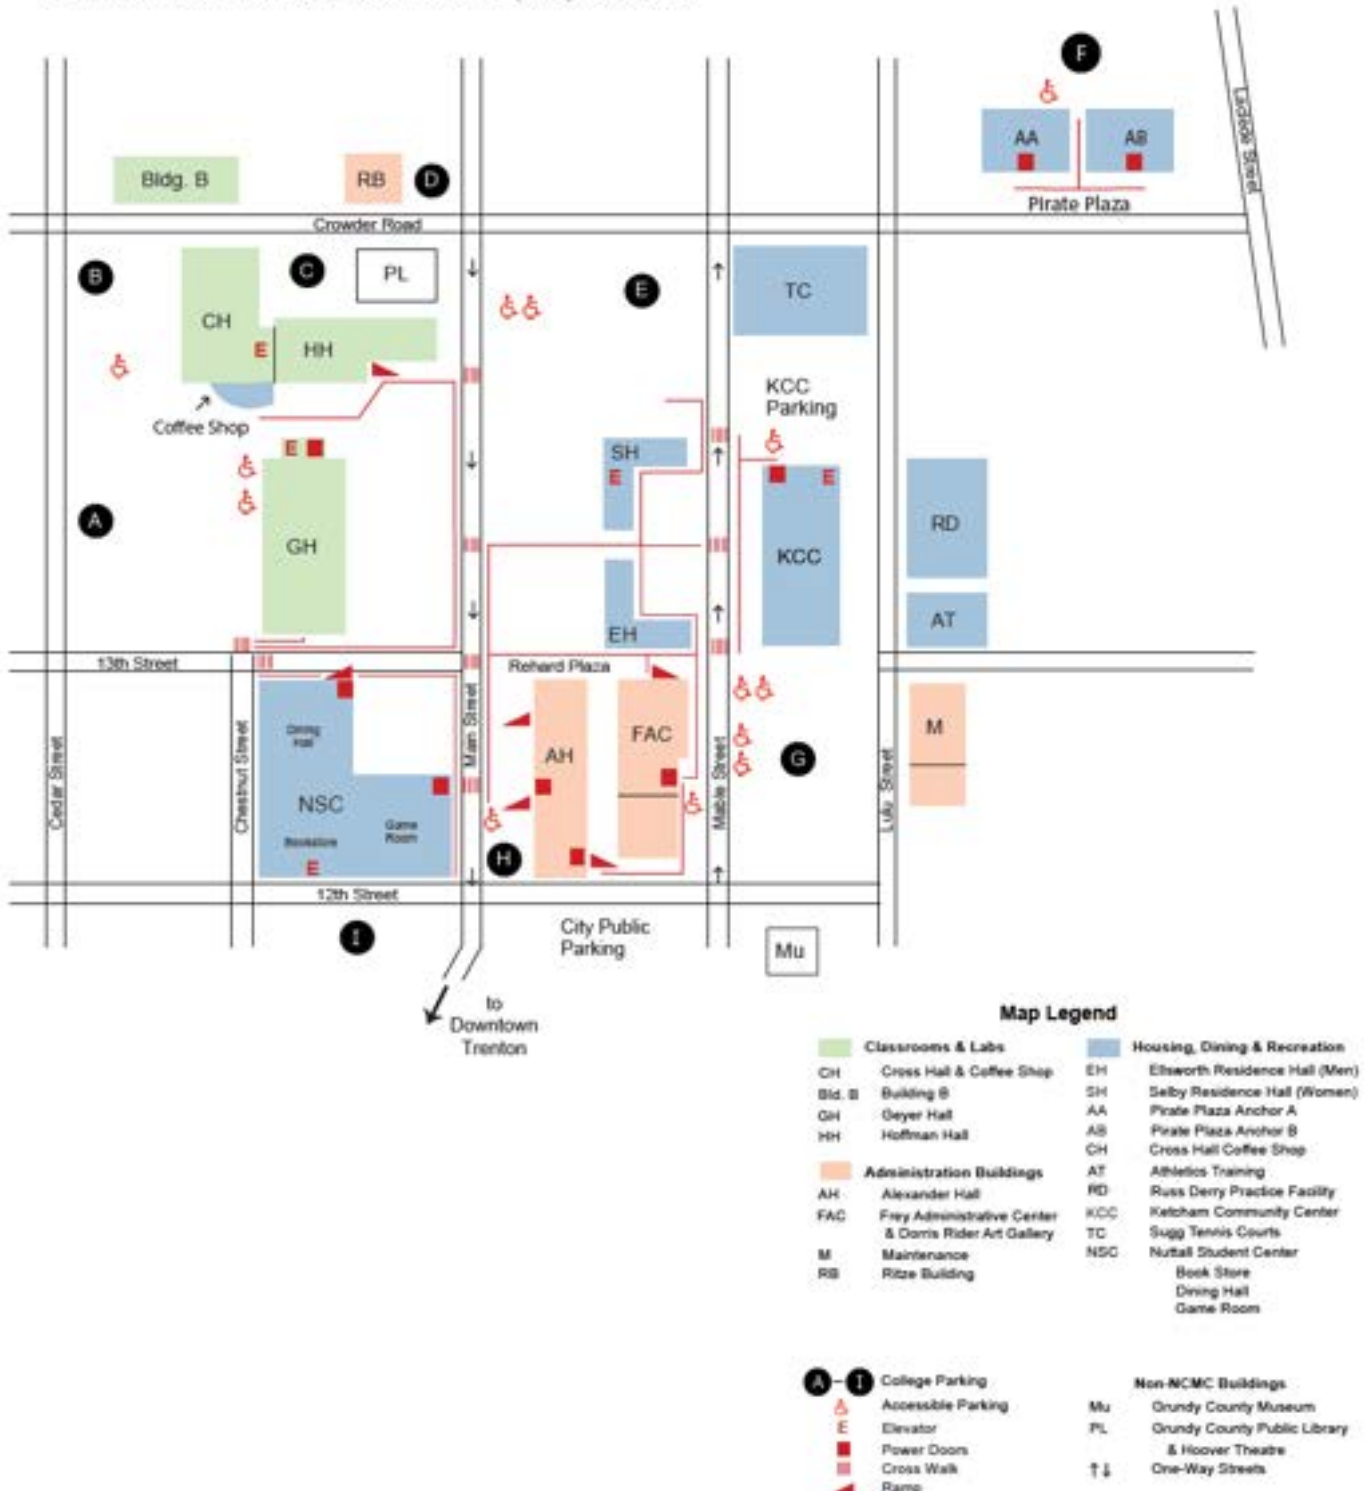 F
Laclede Street
AA
AB
Pirate Plaza
Bldg. B
RB
D
Crowder Road
B
C
PL
E
TC
CH
E
HH
Coffee Shop
KCC
Parking
E
SH
E
E
A
GH
KCC
RD
AT
EH
13th Street
Rehard Plaza
Cedar Street
Chestnut Street
Main Street
Mable Street
Lulu Street
Dining
Hall
NSC
Game
Room
Bookstore
E
AH
FAC
G
M
H
12th Street
I
City Public
Parking
Mu
to
Downtown
Trenton
Map Legend
Classrooms & Labs
CH Cross Hall & Coffee Shop
Bld. B Building B
GH Geyer Hall
HH Hoffman Hall
Administration Buildings
AH Alexander Hall
FAC Frey Administrative Center
& Dorris Rider Art Gallery
M Maintenance
RB Ritze Building
Housing, Dining & Recreation
EH Ellsworth Residence Hall (Men)
SH Selby Residence Hall (Women)
AA Pirate Plaza Anchor A
AB Pirate Plaza Anchor B
CH Cross Hall Coffee Shop
AT Athletics Training
RD Russ Derry Practice Facility
KCC Ketcham Community Center
TC Sugg Tennis Courts
NSC Nuttall Student Center
Book Store
Dining Hall
Game Room
A - I College Parking
Accessible Parking
E Elevator
Power Doors
Cross Walk
Ramp
Non-NCMC Buildings
Mu Grundy County Museum
PL Grundy County Public Library
& Hoover Theatre
↑↓ One-Way Streets